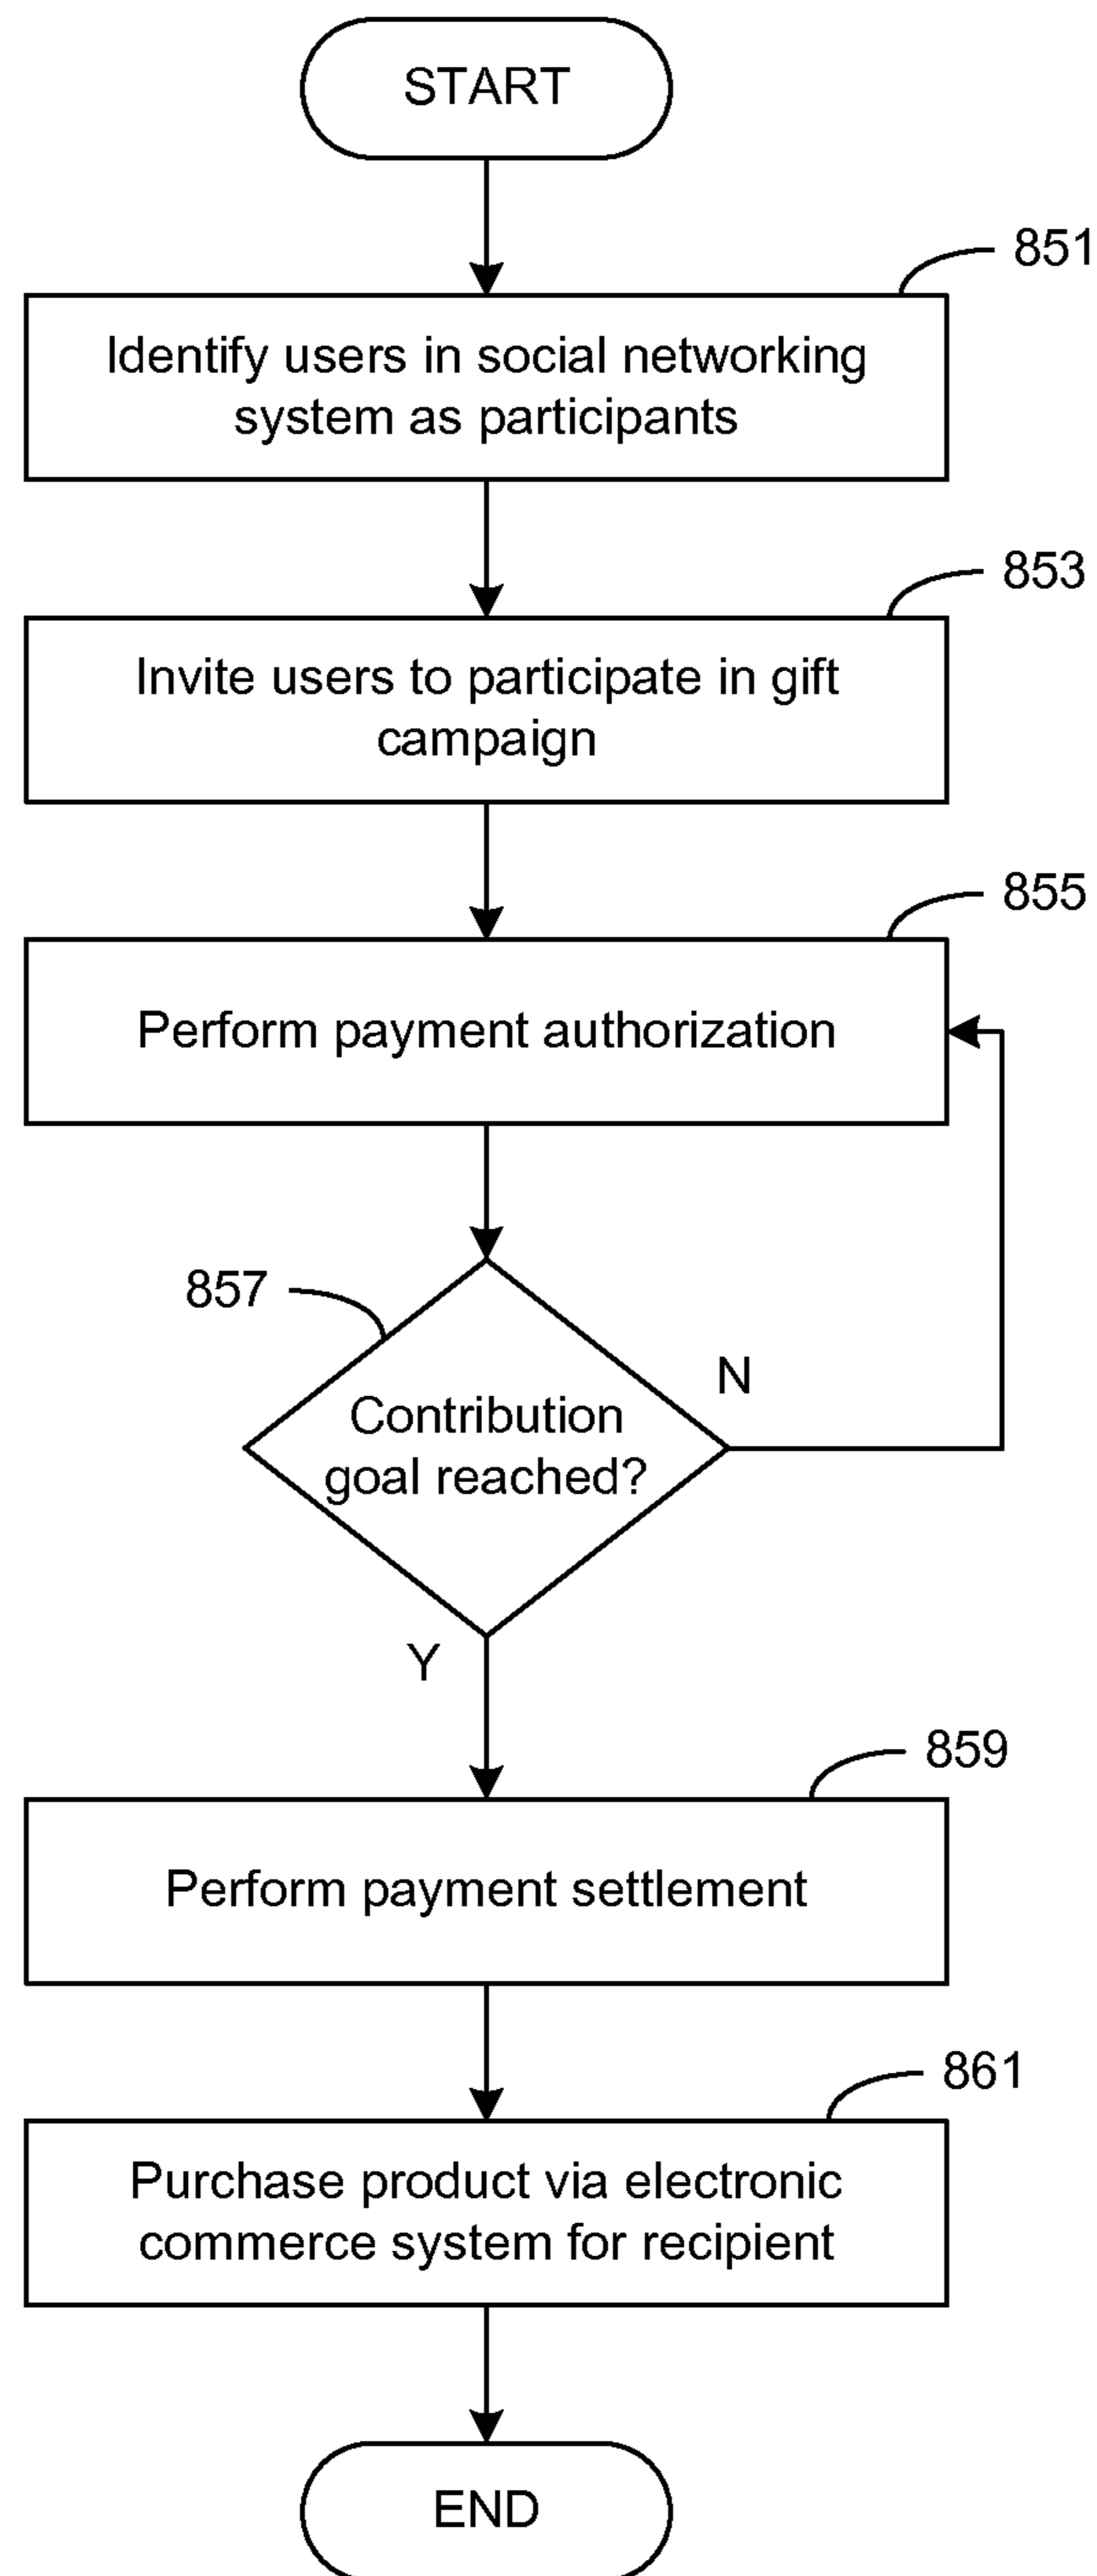 START
851
Identify users in social networking
system as participants
853
Invite users to participate in gift
campaign
855
Perform payment authorization
857
N
Contribution
goal reached?
Y
859
Perform payment settlement
861
Purchase product via electronic
commerce system for recipient
END